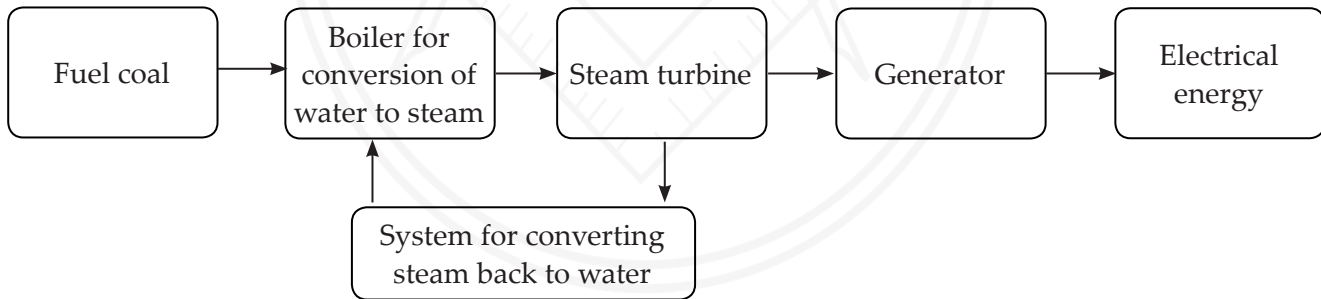 Fuel coal
Boiler for
conversion of
water to steam
Steam turbine
Generator
Electrical
energy
System for converting
steam back to water